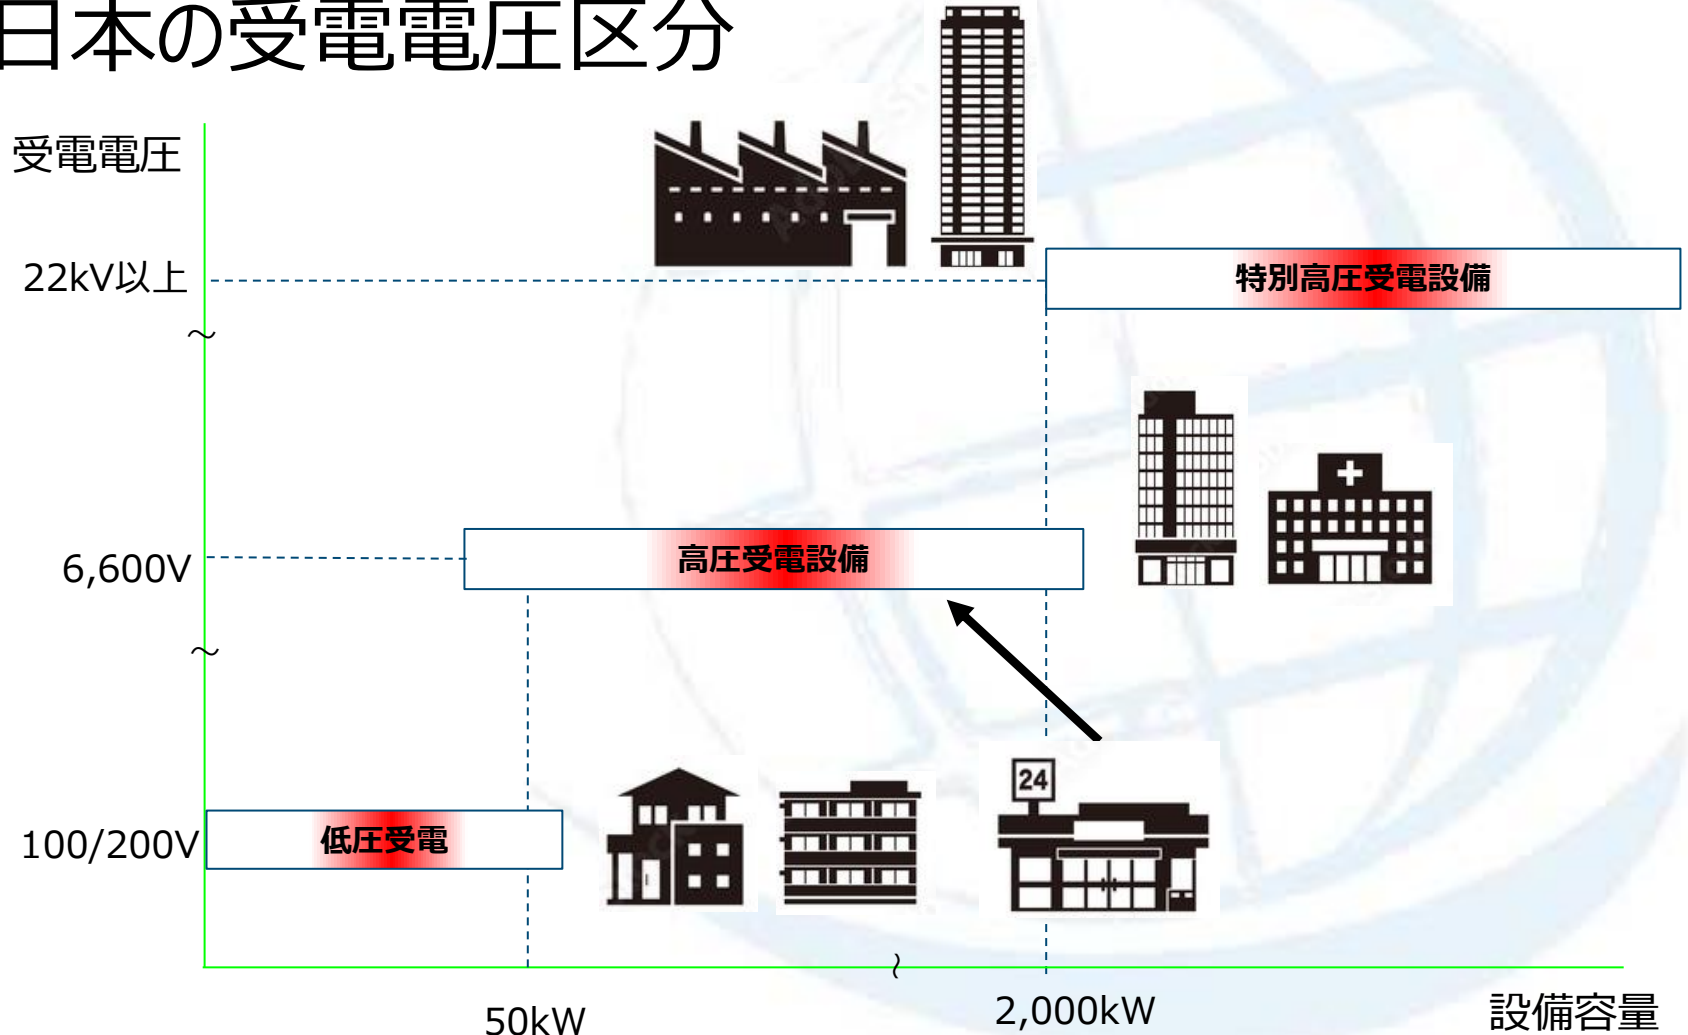 日本の受電電圧区分
受電電圧
22kV以上
特別高圧受電設備
～
6,600V
高圧受電設備
～
24
100/200V
低圧受電
～
50kW
2,000kW
設備容量